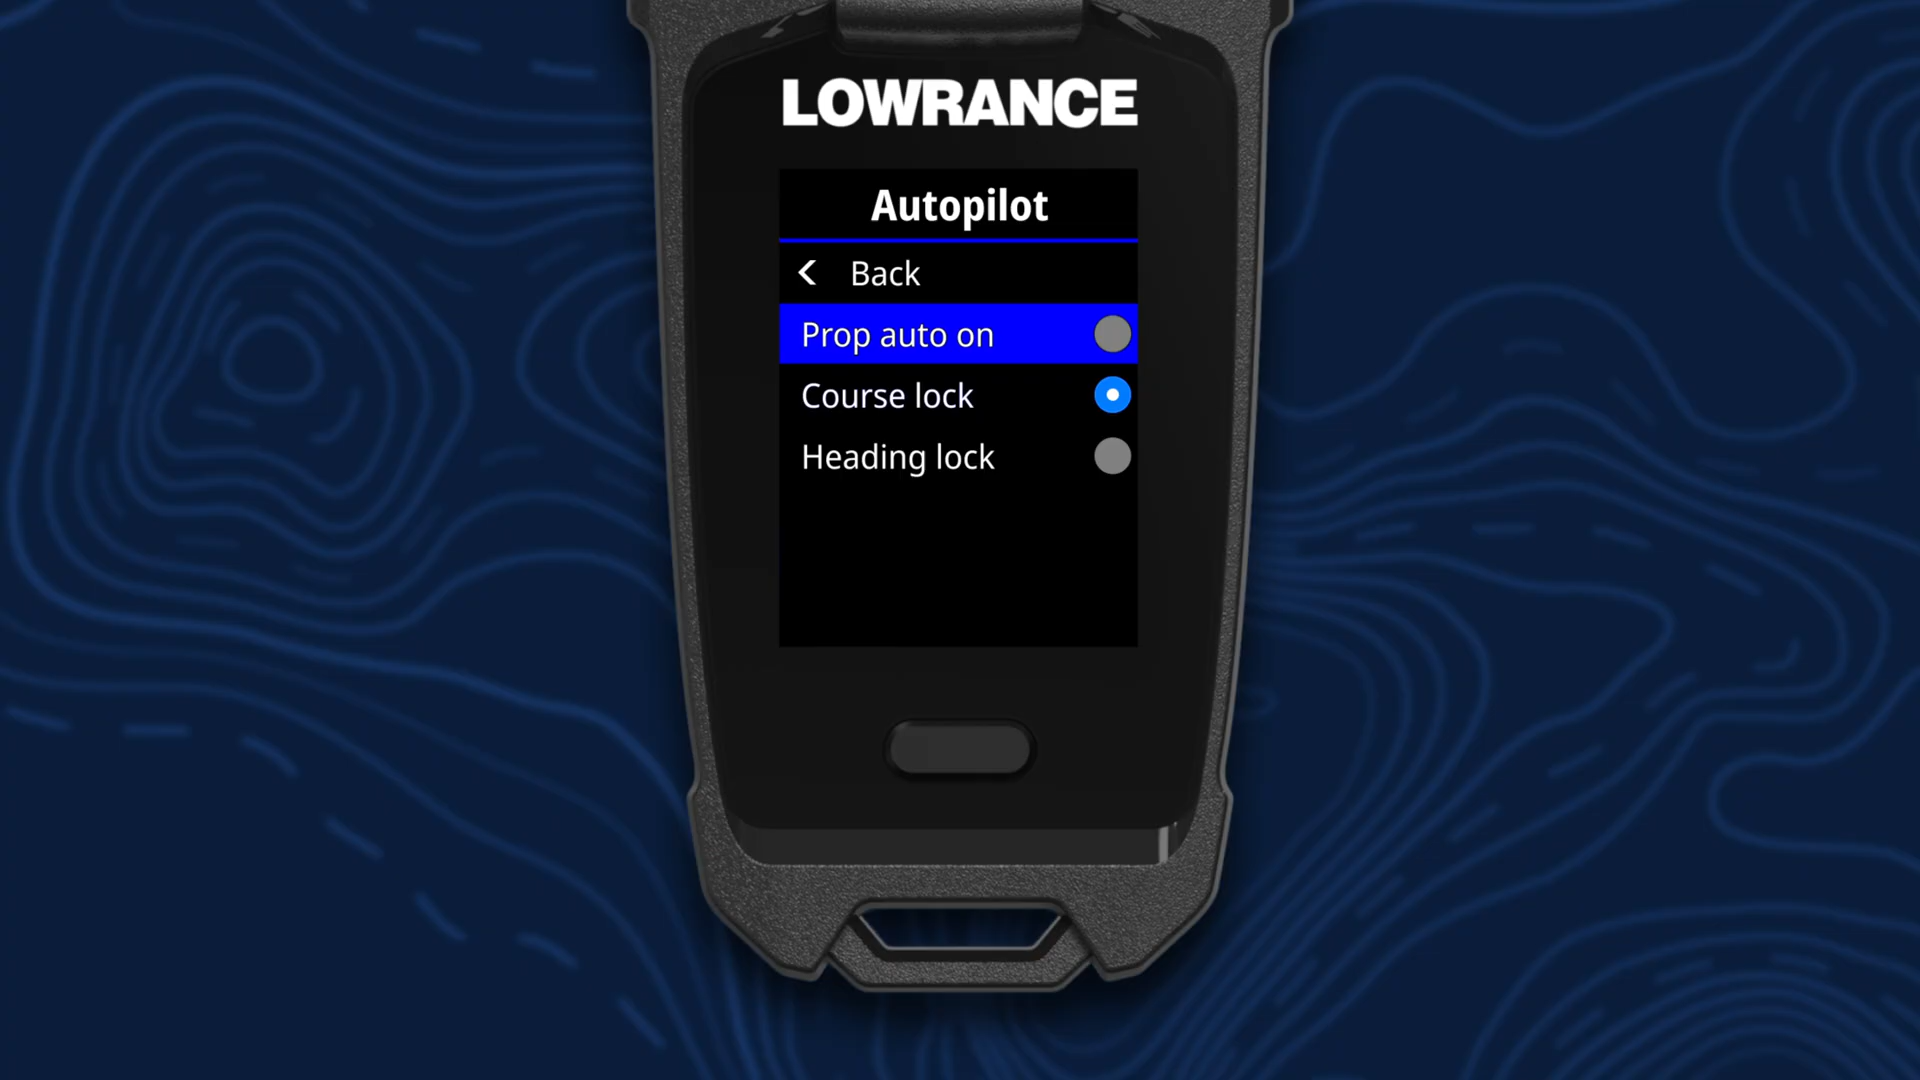 LOWRANCE
Autopilot
Back
Prop auto on
Course lock
Heading lock